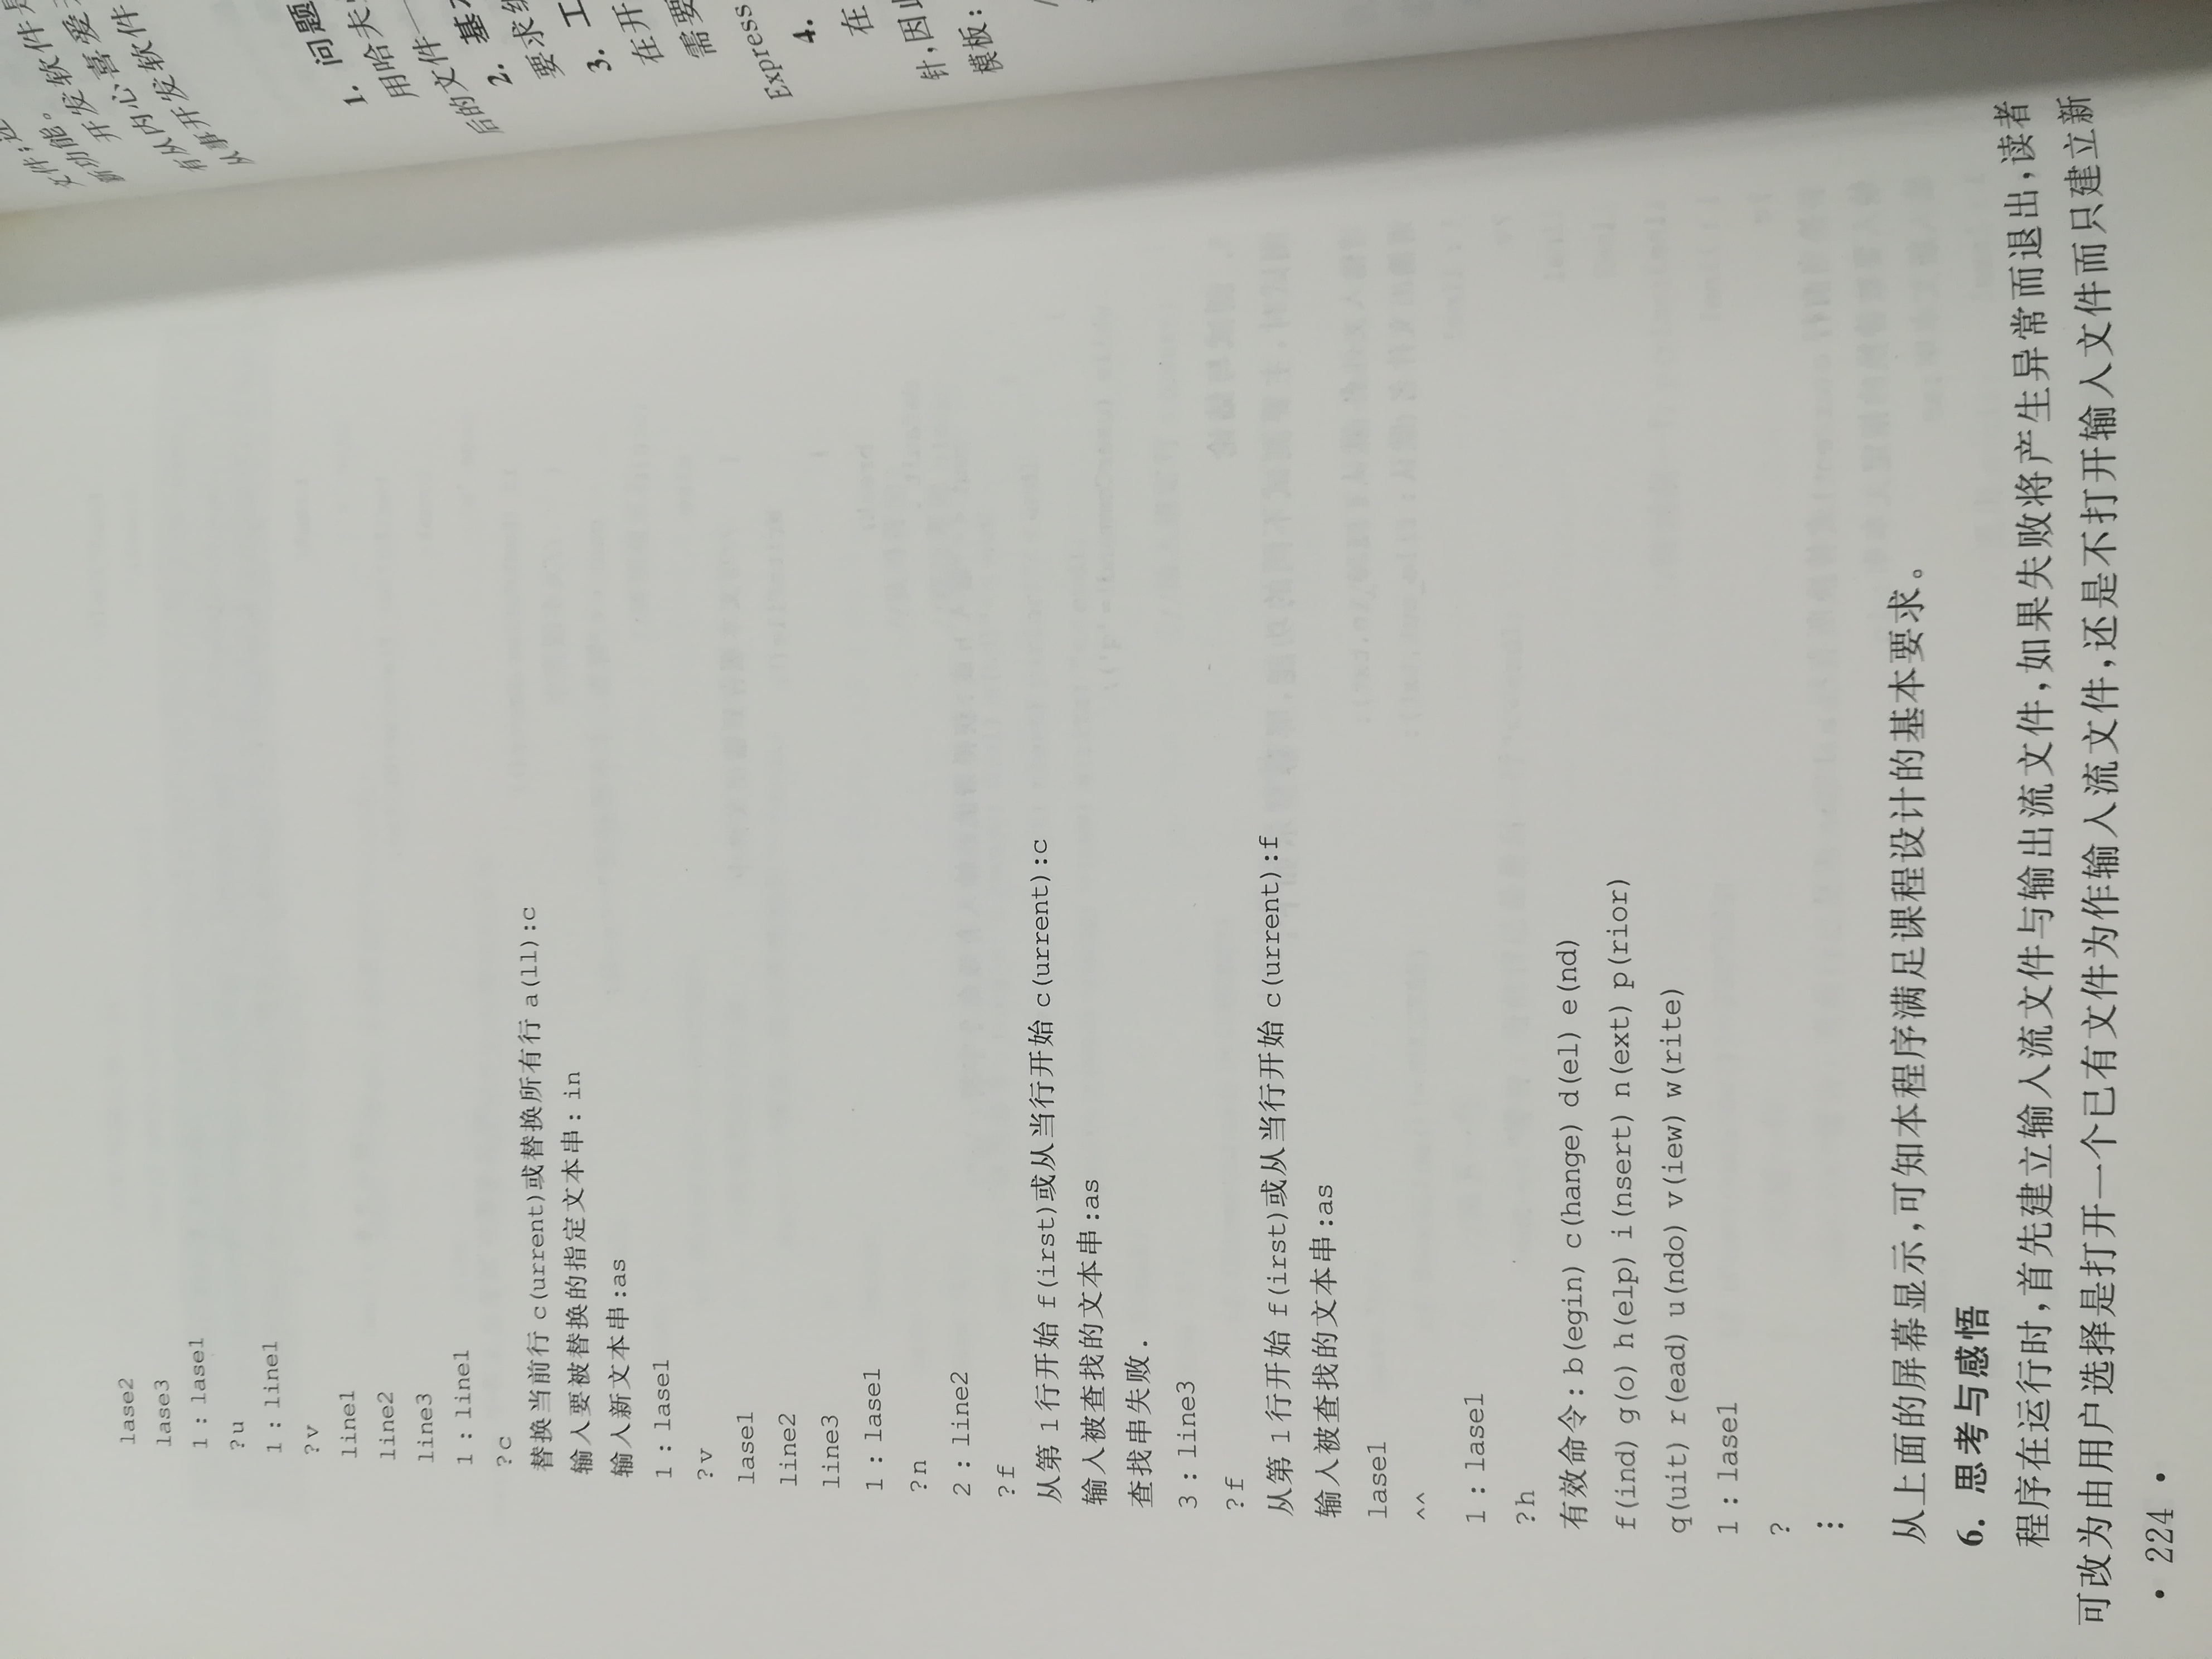 lase2
lase3
1 : lase1
?u
1 : line1
?v
line1
line2
line3
1 : line1
?c
替换当前行 c(urrent)或替换所有行 a(ll):c
输入要被替换的指定文本串: in
输入新文本串:as
1 : lase1
?v
lase1
line2
line3
1 : lase1
?n
2 : line2
?f
从第 1 行开始 f(irst)或从当行开始 c(urrent):c
输入被查找的文本串:as
查找串失败.
3 : line3
?f
从第 1 行开始 f(irst)或从当行开始 c(urrent):f
输入被查找的文本串:as
lase1
^^
1 : lase1
?h
有效命令: b(egin) c(hange) d(el) e(nd)
f(ind) g(o) h(elp) i(nsert) n(ext) p(rior)
q(uit) r(ead) u(ndo) v(iew) w(rite)
1 : lase1
?
⋮
从上面的屏幕显示,可知本程序满足课程设计的基本要求。
6. 思考与感悟
程序在运行时,首先建立输入流文件与输出流文件,如果失败将产生异常而退出,读者
可改为由用户选择是打开一个已有文件为作输入流文件,还是不打开输入文件而只建立新
· 224 ·
文件;还
新功能。
开发软件是
有从内心喜爱
从事开发软件
1. 问题
用哈夫
后的文件—
2. 基
要求
3. 工
在开
需要
Express
4.
在
针,因此
模板: